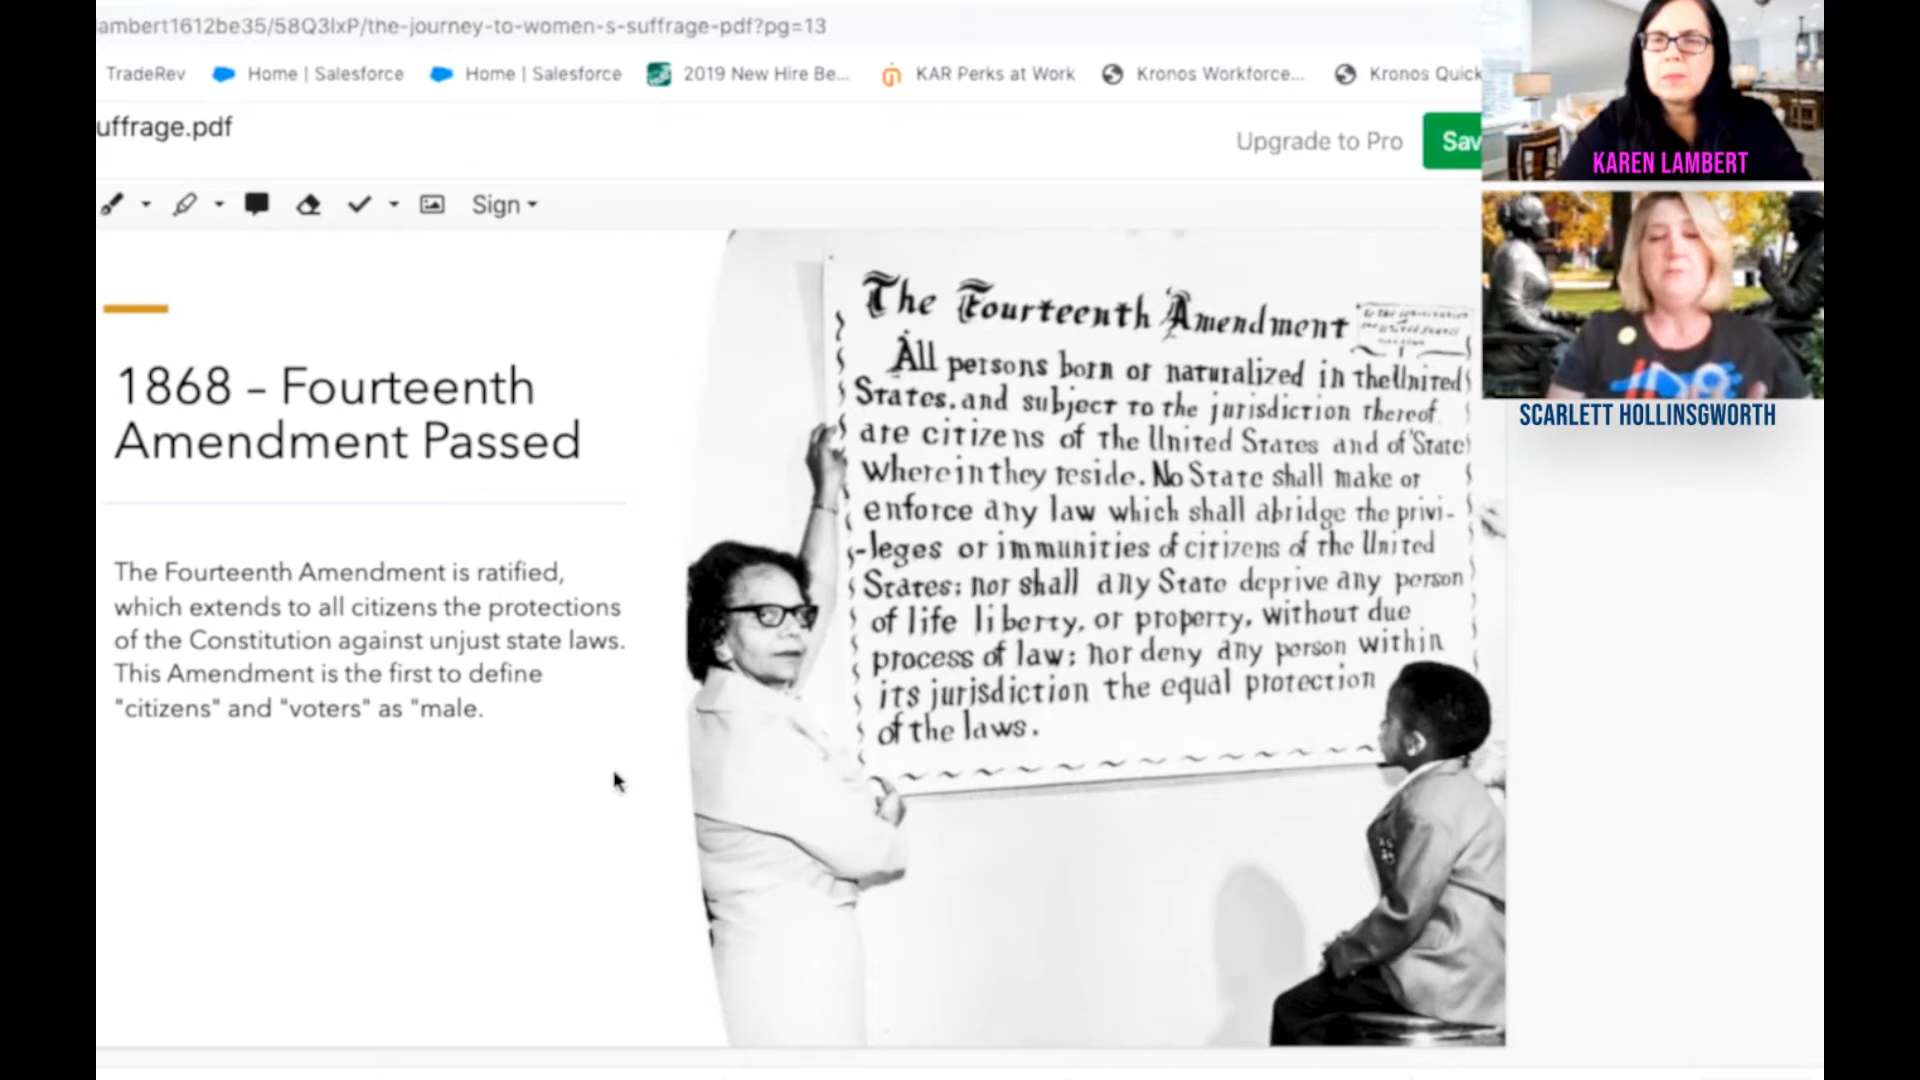 ambert1612be35/58Q3lxP/the-journey-to-women-s-suffrage-pdf?pg=13
TradeRev Home | Salesforce Home | Salesforce 2019 New Hire Be... KAR Perks at Work Kronos Workforce... Kronos Quick
uffrage.pdf
Upgrade to Pro Sav
Sign
KAREN LAMBERT
SCARLETT HOLLINSGWORTH
1868 – Fourteenth
Amendment Passed
The Fourteenth Amendment is ratified,
which extends to all citizens the protections
of the Constitution against unjust state laws.
This Amendment is the first to define
"citizens" and "voters" as "male.
The Fourteenth Amendment
All persons born or naturalized in the United
States, and subject to the jurisdiction thereof
are citizens of the United States and of State
Wherein they reside. No State shall make or
enforce any law which shall abridge the privi-
-leges or immunities of citizens of the United
States; nor shall any State deprive any person
of life liberty, or property, without due
process of law; nor deny any person within
its jurisdiction the equal protection
of the laws.